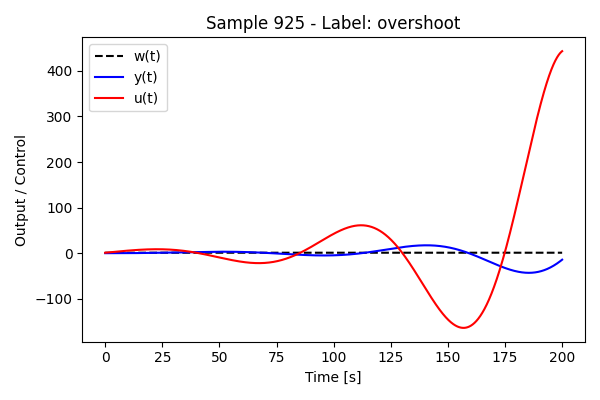 Sample 925 - Label: overshoot
w(t)
y(t)
u(t)
Output / Control
400
300
200
100
0
−100
0 25 50 75 100 125 150 175 200
Time [s]